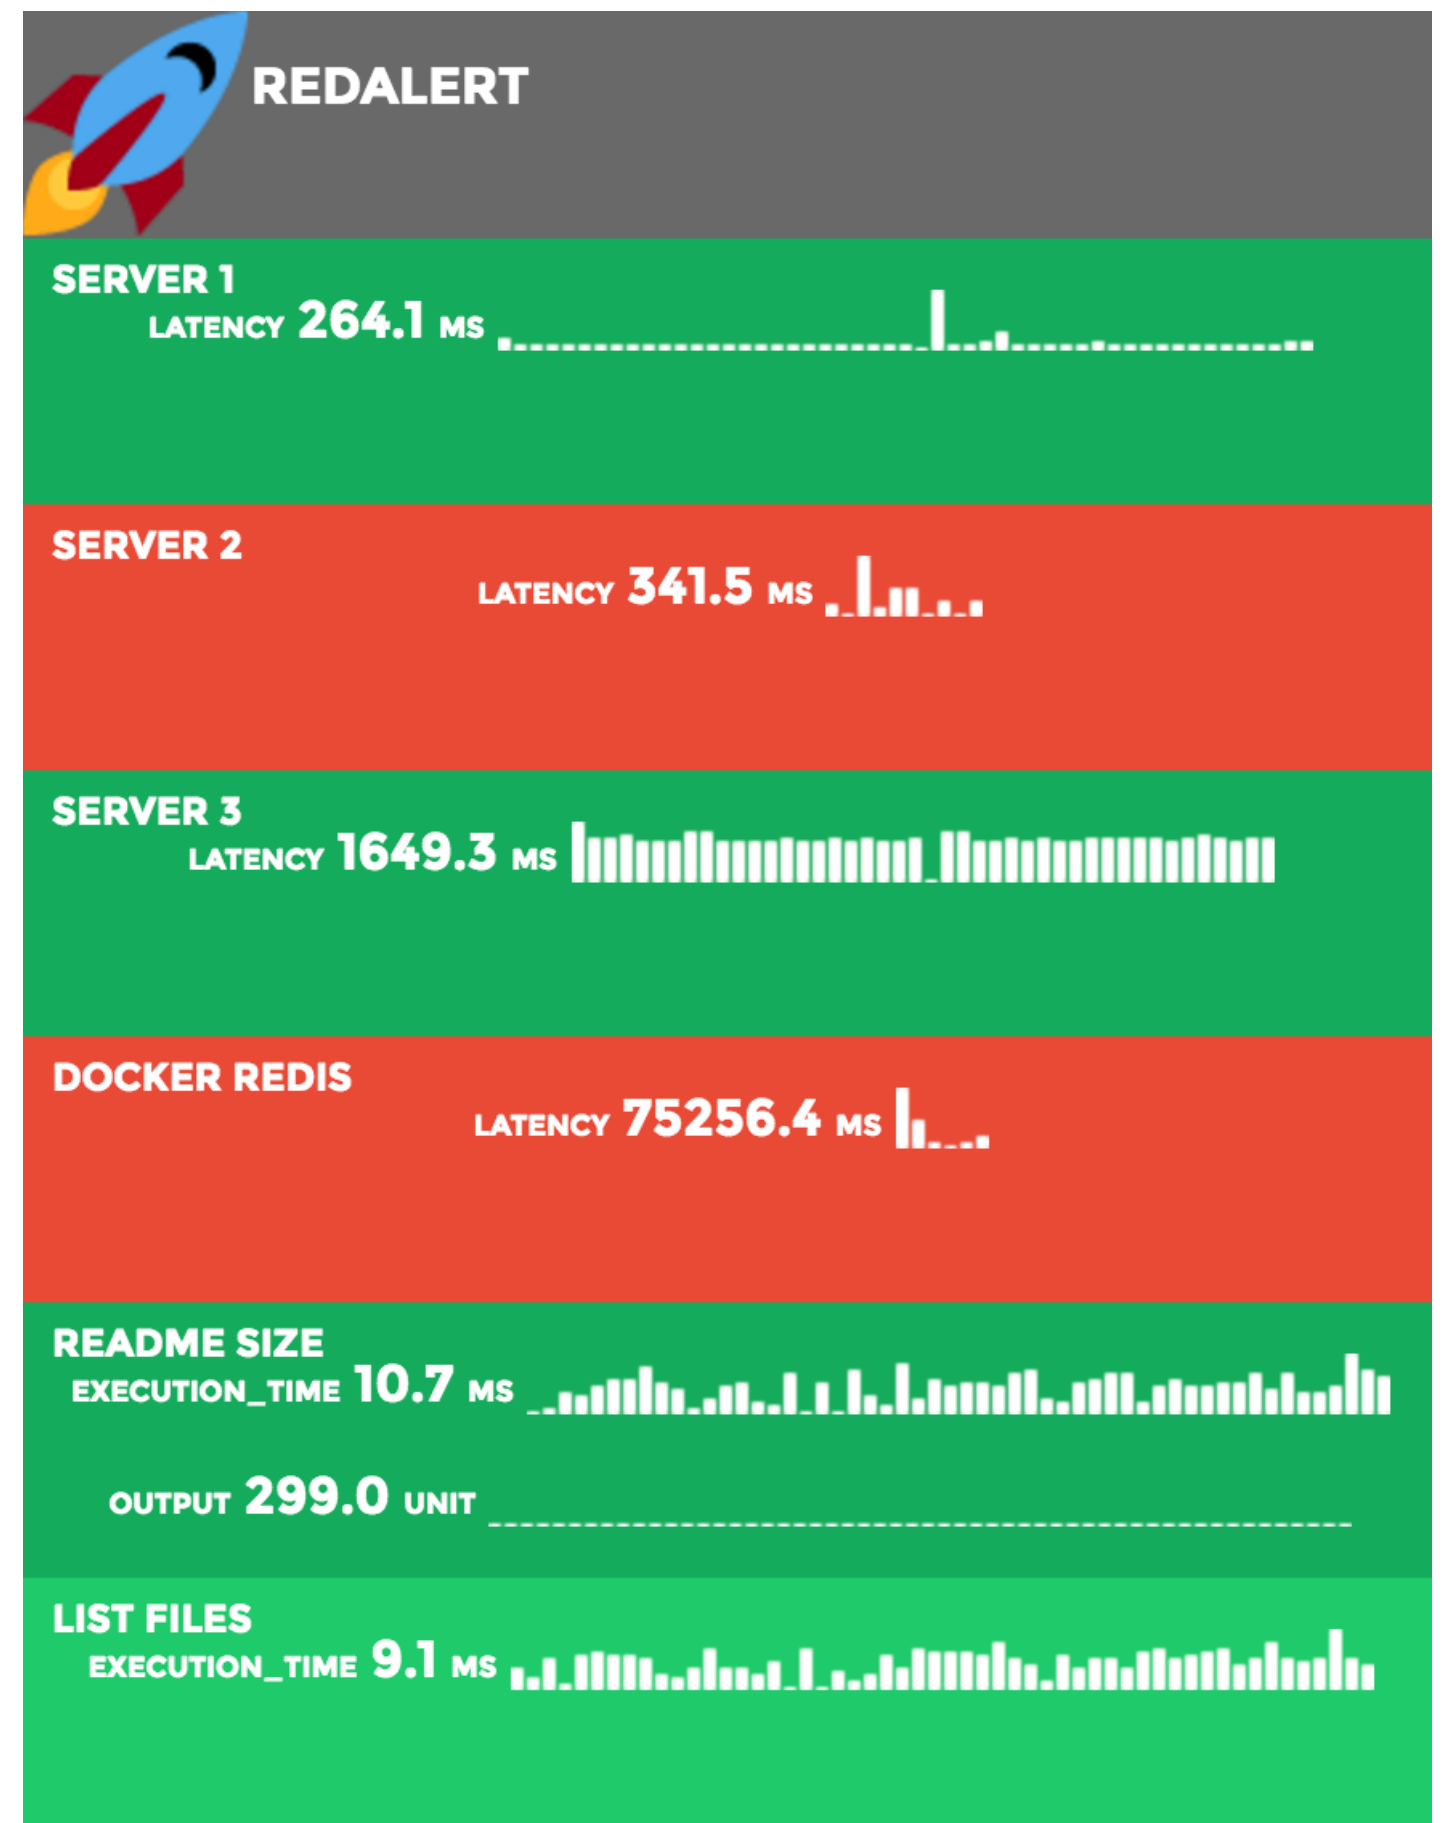 REDALERT
SERVER 1
LATENCY 264.1 MS
SERVER 2
LATENCY 341.5 MS
SERVER 3
LATENCY 1649.3 MS
DOCKER REDIS
LATENCY 75256.4 MS
README SIZE
EXECUTION_TIME 10.7 MS
OUTPUT 299.0 UNIT
LIST FILES
EXECUTION_TIME 9.1 MS